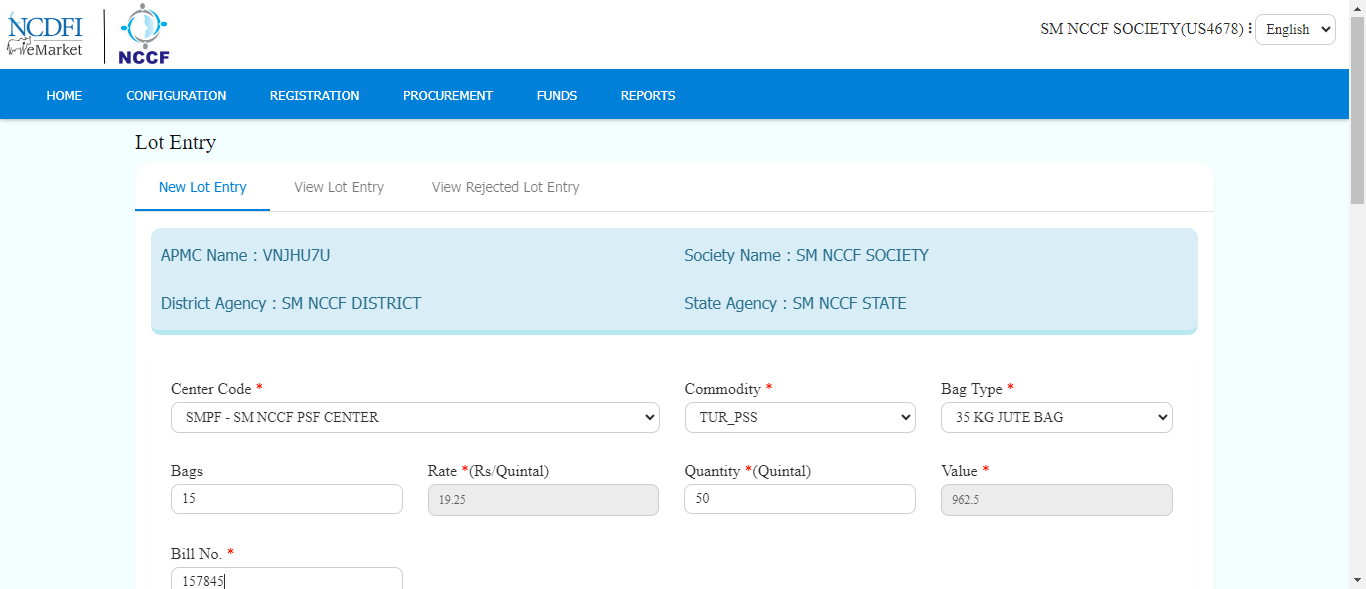 NCDFI
eMarket
NCCF
SM NCCF SOCIETY(US4678)
English
HOME CONFIGURATION REGISTRATION PROCUREMENT FUNDS REPORTS
Lot Entry
New Lot Entry View Lot Entry View Rejected Lot Entry
APMC Name : VNJHU7U Society Name : SM NCCF SOCIETY
District Agency : SM NCCF DISTRICT State Agency : SM NCCF STATE
Center Code * Commodity * Bag Type *
SMPF - SM NCCF PSF CENTER TUR_PSS 35 KG JUTE BAG
Bags Rate *(Rs/Quintal) Quantity *(Quintal) Value *
15 19.25 50 962.5
Bill No. *
157845